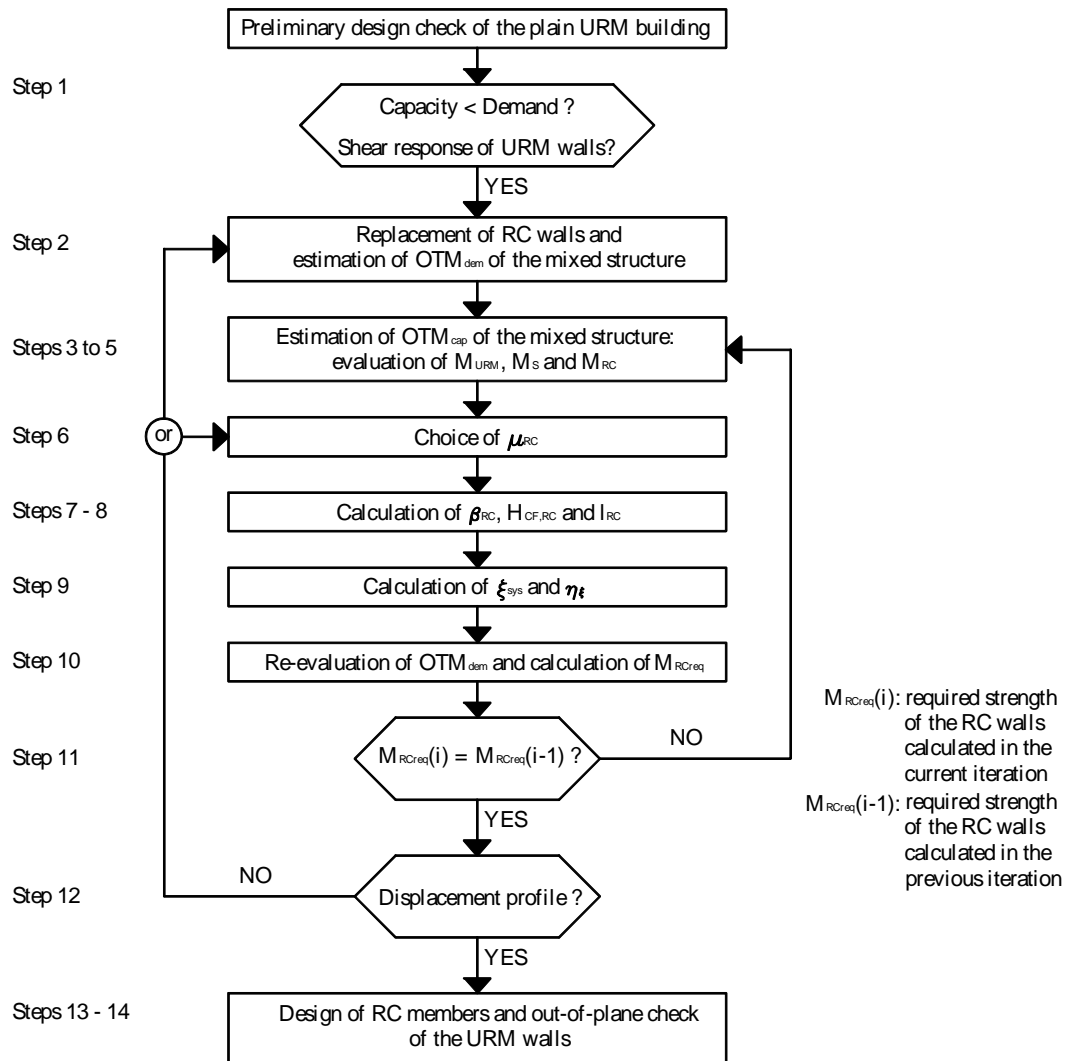 Preliminary design check of the plain URM building
Step 1
Capacity < Demand ?
Shear response of URM walls?
YES
Step 2
Replacement of RC walls and
estimation of OTMdem of the mixed structure
Steps 3 to 5
Estimation of OTMcap of the mixed structure:
evaluation of MURM, MS and MRC
Step 6
or
Choice of μRC
Steps 7 - 8
Calculation of βRC, HCF,RC and IRC
Step 9
Calculation of ξsys and ηξ
Step 10
Re-evaluation of OTMdem and calculation of MRCreq
Step 11
MRCreq(i) = MRCreq(i-1) ?
NO
YES
MRCreq(i): required strength
of the RC walls
calculated in the
current iteration
MRCreq(i-1): required strength
of the RC walls
calculated in the
previous iteration
Step 12
NO
Displacement profile ?
YES
Steps 13 - 14
Design of RC members and out-of-plane check
of the URM walls